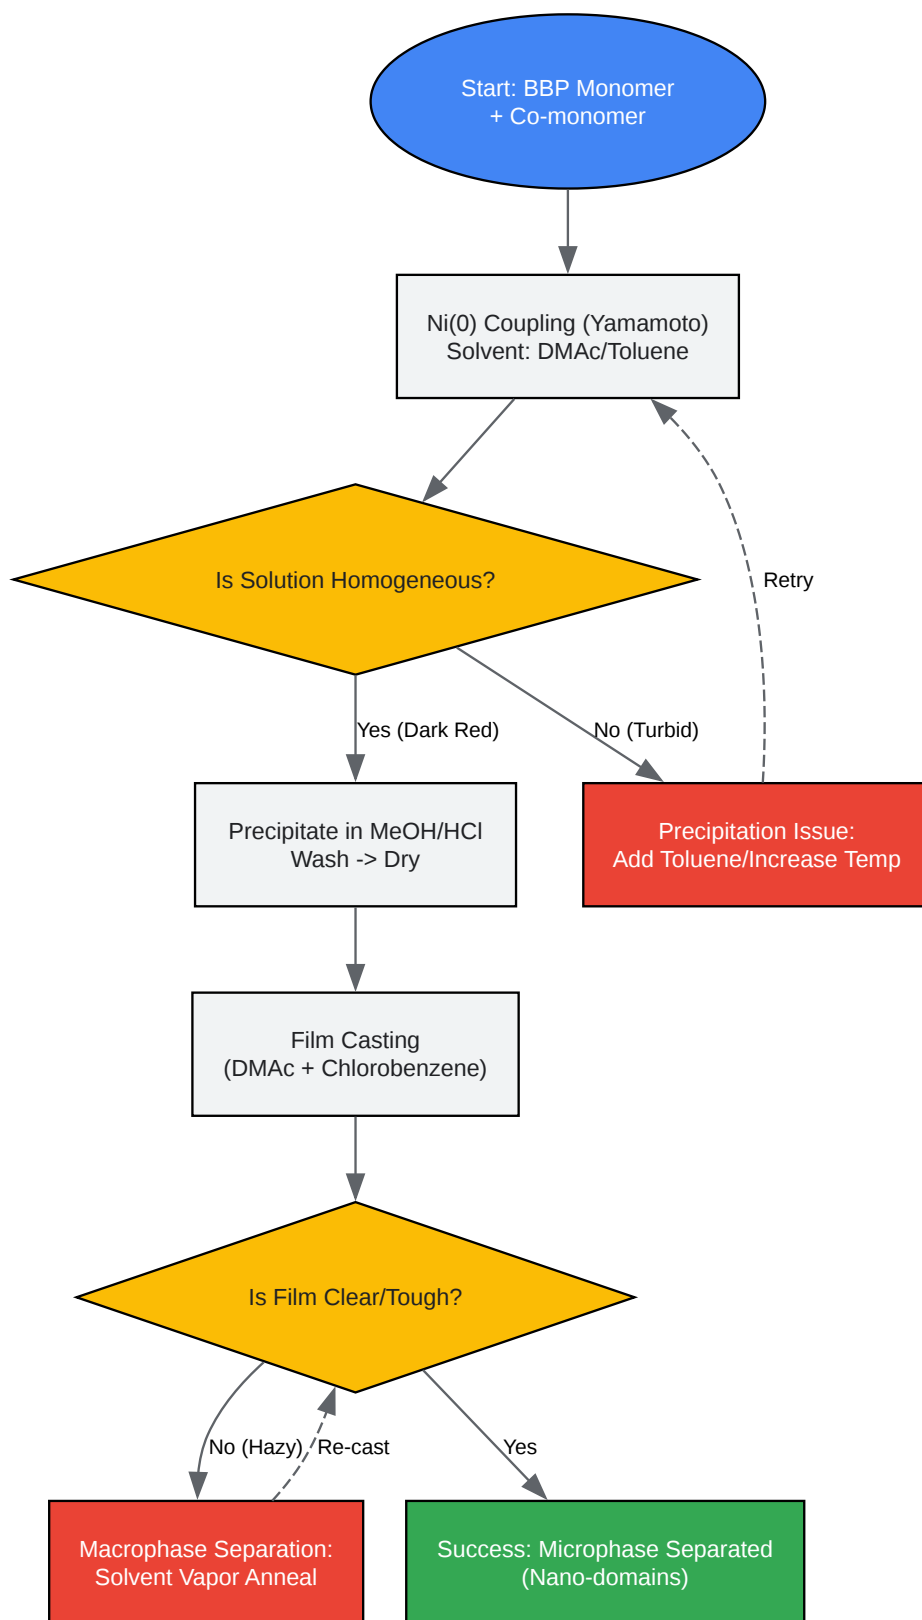 Start: BBP Monomer
+ Co-monomer
Ni(0) Coupling (Yamamoto)
Solvent: DMAc/Toluene
Is Solution Homogeneous?
Retry
Yes (Dark Red)
No (Turbid)
Precipitate in MeOH/HCl
Wash -> Dry
Precipitation Issue:
Add Toluene/Increase Temp
Film Casting
(DMAc + Chlorobenzene)
Is Film Clear/Tough?
No (Hazy)
Re-cast
Yes
Macrophase Separation:
Solvent Vapor Anneal
Success: Microphase Separated
(Nano-domains)